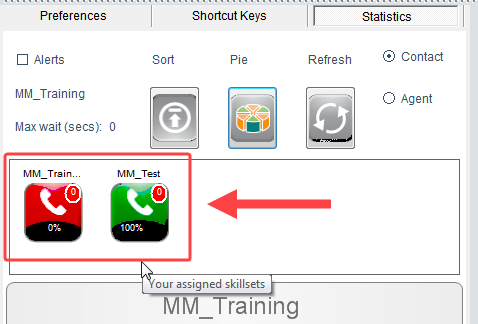 Preferences Shortcut Keys Statistics
Alerts Sort Pie Refresh Contact
MM_Training Agent
Max wait (secs): 0
MM_Train... MM_Test
0 0
0% 100%
Your assigned skillsets
MM_Training